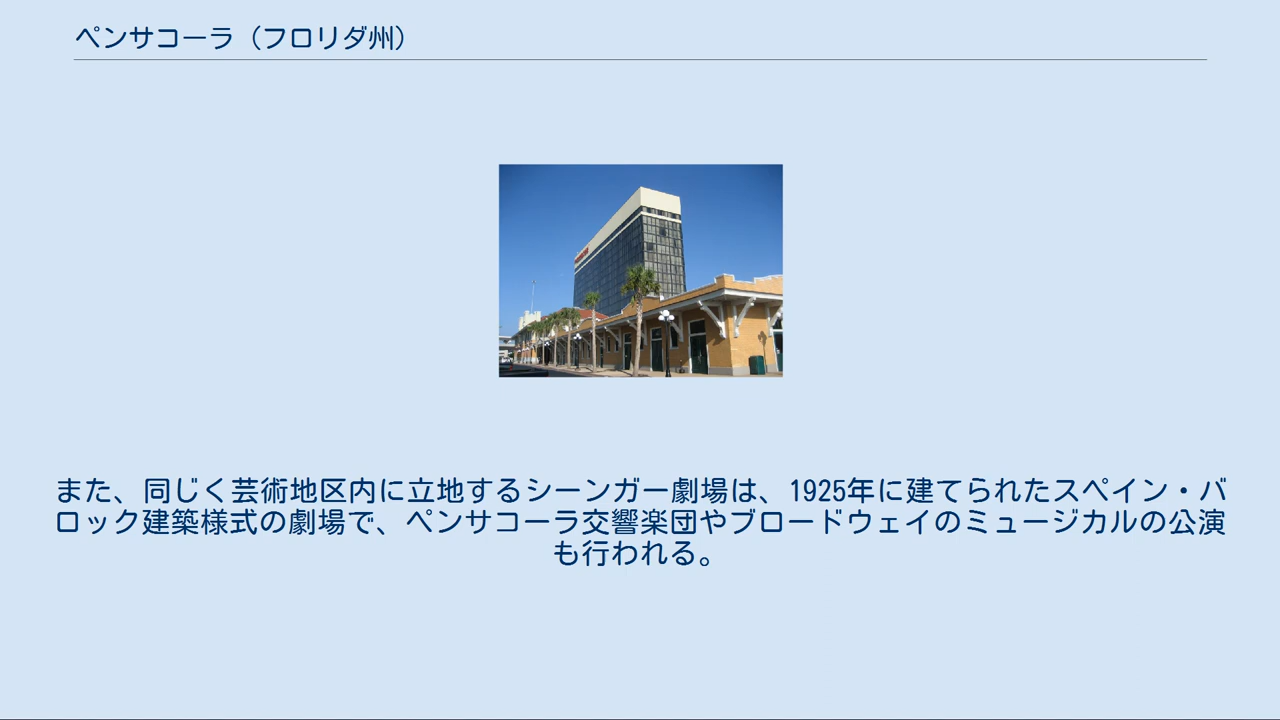 ペンサコーラ（フロリダ州）
また、同じく芸術地区内に立地するシーンガー劇場は、1925年に建てられたスペイン・バ
ロック建築様式の劇場で、ペンサコーラ交響楽団やブロードウェイのミュージカルの公演
も行われる。